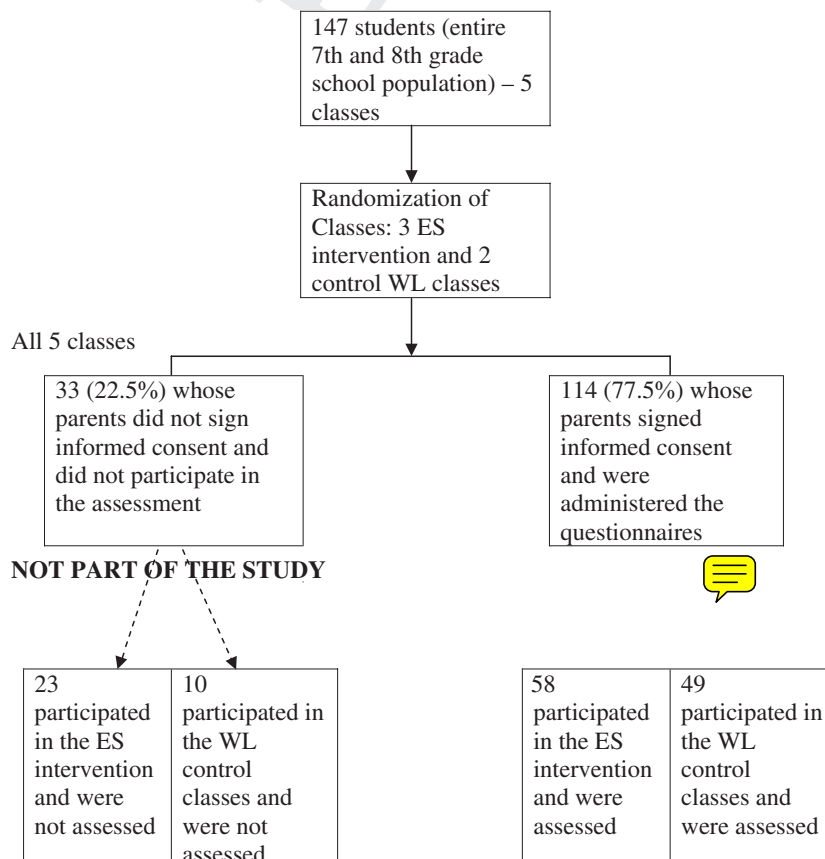 147 students (entire
7th and 8th grade
school population) – 5
classes
Randomization of
Classes: 3 ES
intervention and 2
control WL classes
All 5 classes
33 (22.5%) whose
parents did not sign
informed consent and
did not participate in
the assessment
114 (77.5%) whose
parents signed
informed consent
and were
administered the
questionnaires
NOT PART OF THE STUDY
23
participated
in the ES
intervention
and were
not assessed
10
participated in
the WL
control
classes and
were not
assessed
58
participated
in the ES
intervention
and were
assessed
49
participated in
the WL
control
classes and
were assessed